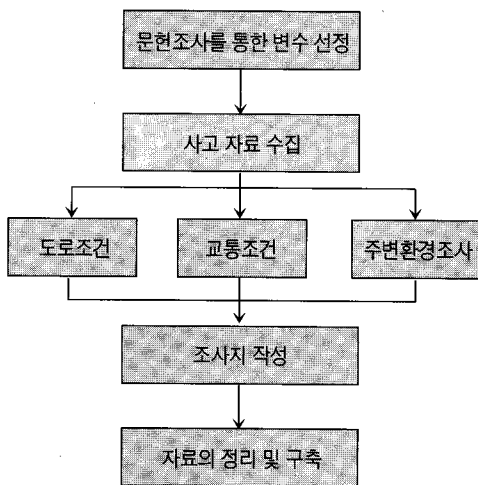 문헌조사를 통한 변수 선정
사고 자료 수집
도로조건
교통조건
주변환경조사
조사지 작성
자료의 정리 및 구축